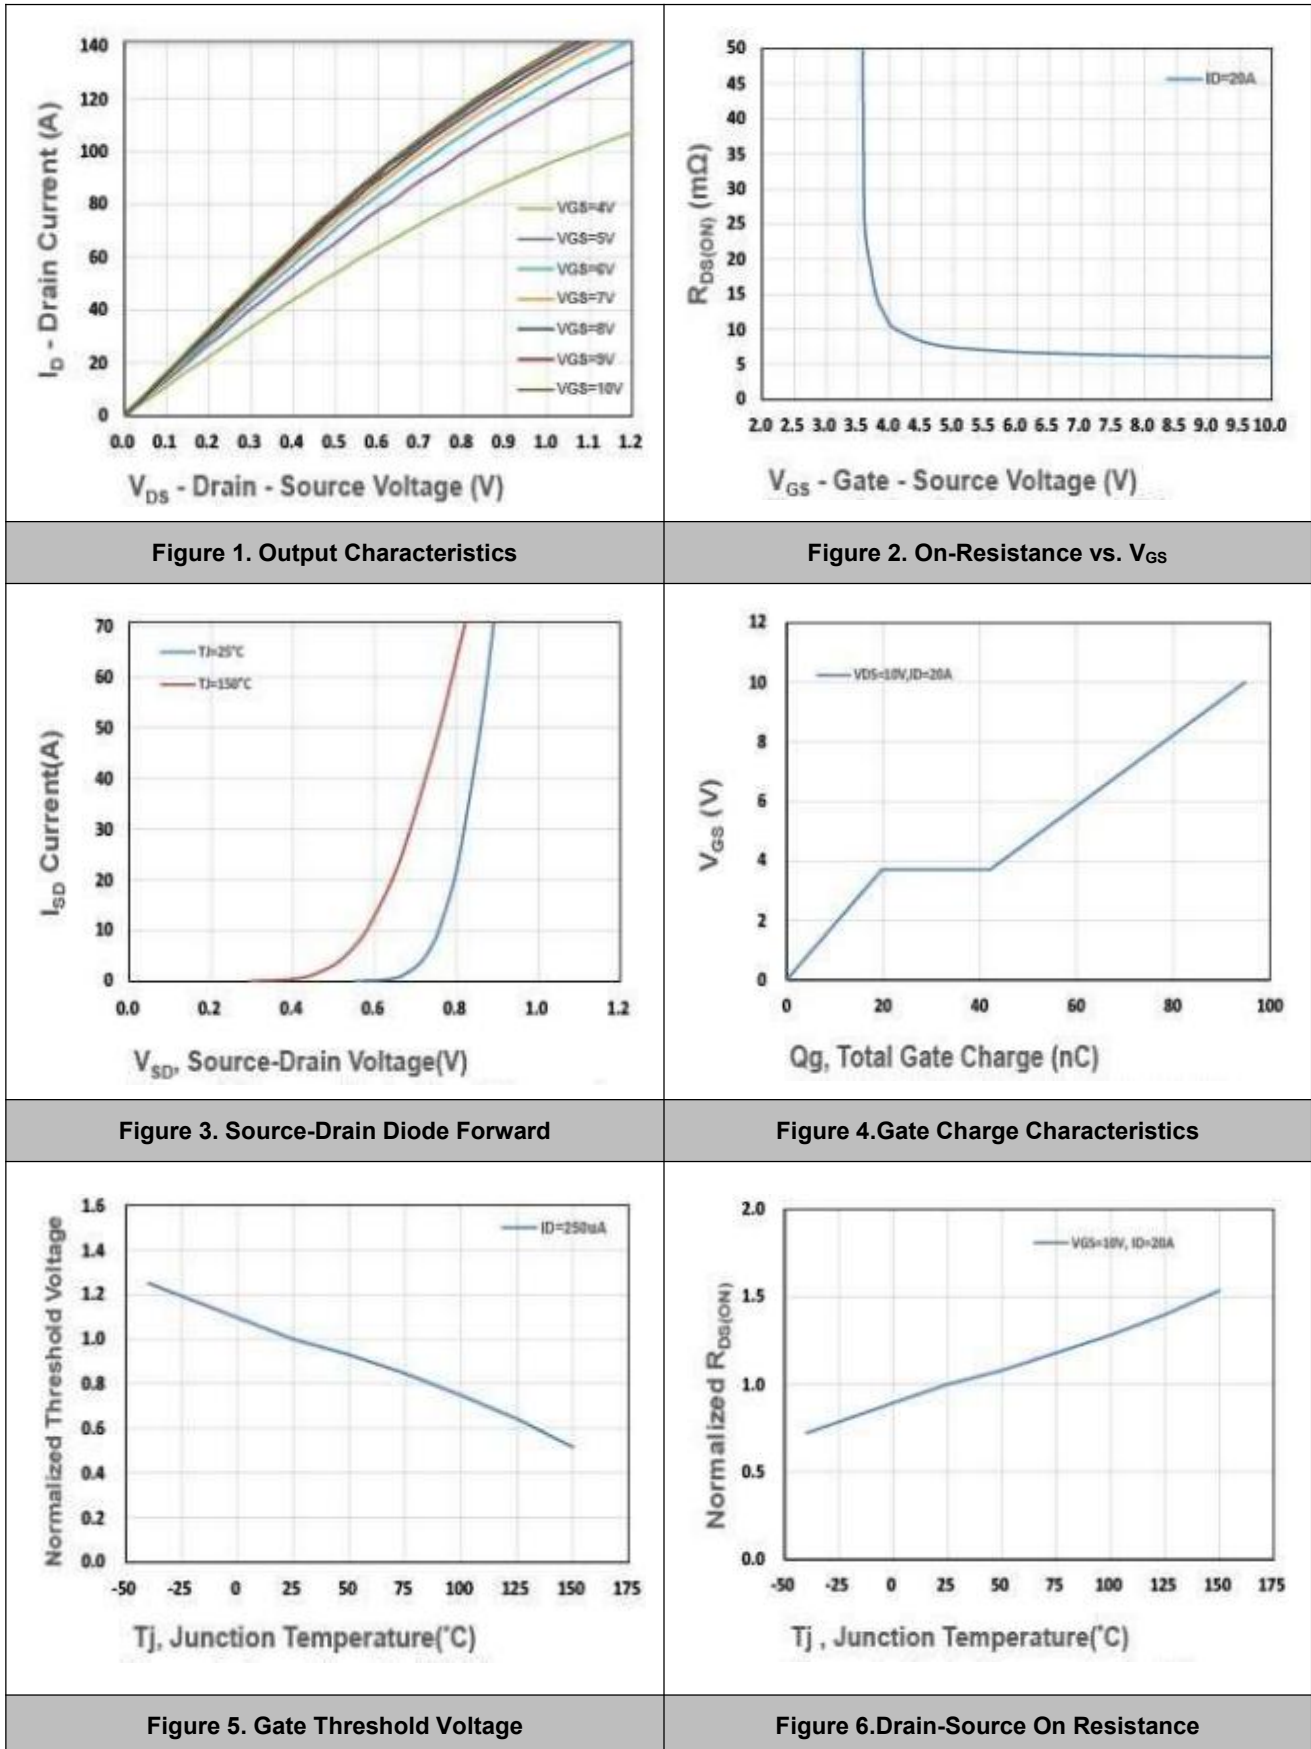 140
120
100
80
60
40
20
0
I_D - Drain Current (A)
VGS=4V
VGS=5V
VGS=6V
VGS=7V
VGS=8V
VGS=9V
VGS=10V
0.0 0.1 0.2 0.3 0.4 0.5 0.6 0.7 0.8 0.9 1.0 1.1 1.2
V_DS - Drain - Source Voltage (V)
50
45
40
35
30
25
20
15
10
5
0
R_DS(ON) (mΩ)
ID=20A
2.0 2.5 3.0 3.5 4.0 4.5 5.0 5.5 6.0 6.5 7.0 7.5 8.0 8.5 9.0 9.5 10.0
V_GS - Gate - Source Voltage (V)
Figure 1. Output Characteristics
Figure 2. On-Resistance vs. V_GS
70
60
50
40
30
20
10
0
I_SD Current(A)
TJ=25°C
TJ=150°C
0.0 0.2 0.4 0.6 0.8 1.0 1.2
V_SD, Source-Drain Voltage(V)
12
10
8
6
4
2
0
V_GS (V)
VDS=10V,ID=20A
0 20 40 60 80 100
Qg, Total Gate Charge (nC)
Figure 3. Source-Drain Diode Forward
Figure 4.Gate Charge Characteristics
1.6
1.4
1.2
1.0
0.8
0.6
0.4
0.2
0.0
Normalized Threshold Voltage
ID=250uA
-50 -25 0 25 50 75 100 125 150 175
Tj, Junction Temperature(°C)
2.0
1.5
1.0
0.5
0.0
Normalized R_DS(ON)
VGS=10V, ID=20A
-50 -25 0 25 50 75 100 125 150 175
Tj , Junction Temperature(°C)
Figure 5. Gate Threshold Voltage
Figure 6.Drain-Source On Resistance